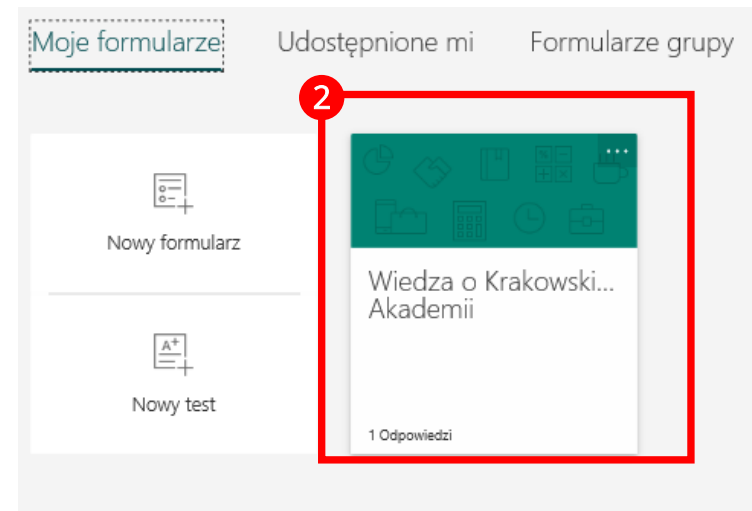 Moje formularze
Udostępnione mi
Formularze grupy
2
Nowy formularz
Nowy test
Wiedza o Krakowski...
Akademii
1 Odpowiedzi